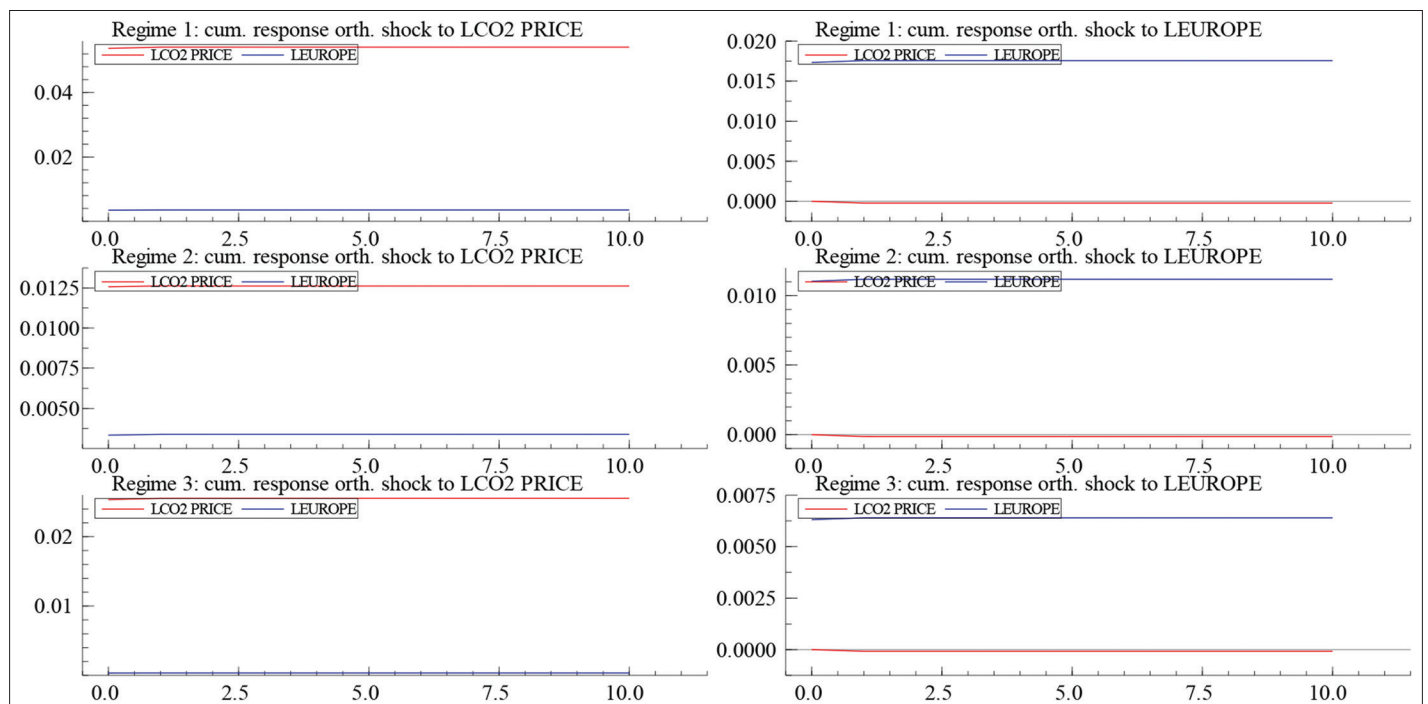 Regime 1: cum. response orth. shock to LCO2 PRICE
LCO2 PRICE LEUROPE
0.04
0.02
0.0 2.5 5.0 7.5 10.0
Regime 1: cum. response orth. shock to LEUROPE
LCO2 PRICE LEUROPE
0.020
0.015
0.010
0.005
0.000
0.0 2.5 5.0 7.5 10.0
Regime 2: cum. response orth. shock to LCO2 PRICE
LCO2 PRICE LEUROPE
0.0125
0.0100
0.0075
0.0050
0.0 2.5 5.0 7.5 10.0
Regime 2: cum. response orth. shock to LEUROPE
LCO2 PRICE LEUROPE
0.010
0.005
0.000
0.0 2.5 5.0 7.5 10.0
Regime 3: cum. response orth. shock to LCO2 PRICE
LCO2 PRICE LEUROPE
0.02
0.01
0.0 2.5 5.0 7.5 10.0
Regime 3: cum. response orth. shock to LEUROPE
LCO2 PRICE LEUROPE
0.0075
0.0050
0.0025
0.0000
0.0 2.5 5.0 7.5 10.0